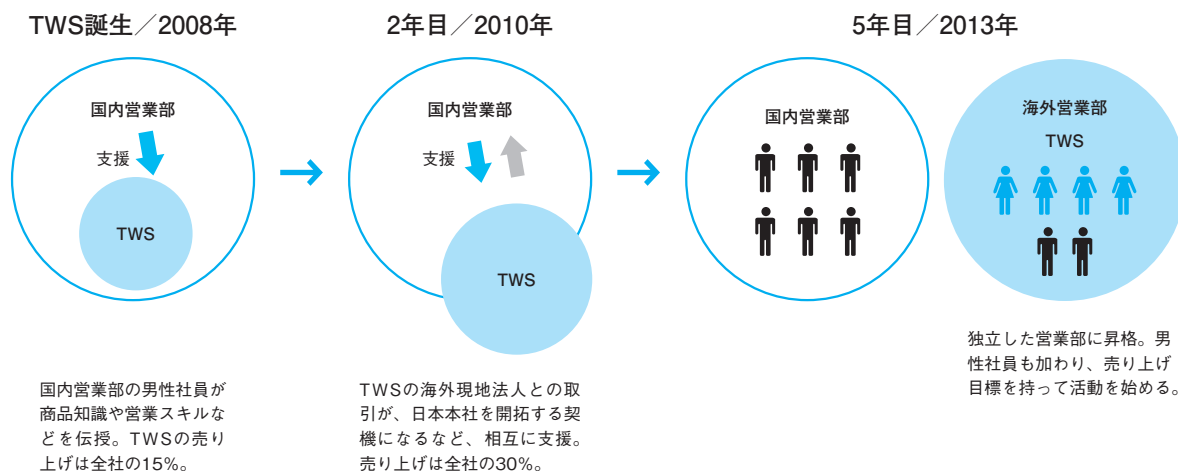 TWS誕生／2008年
国内営業部
支援
TWS
国内営業部の男性社員が
商品知識や営業スキルな
どを伝授。TWSの売り
上げは全社の15%。
2年目／2010年
国内営業部
支援
TWS
TWSの海外現地法人との取
引が、日本本社を開拓する契
機になるなど、相互に支援。
売り上げは全社の30%。
5年目／2013年
国内営業部
海外営業部
TWS
独立した営業部に昇格。男
性社員も加わり、売り上げ
目標を持って活動を始める。